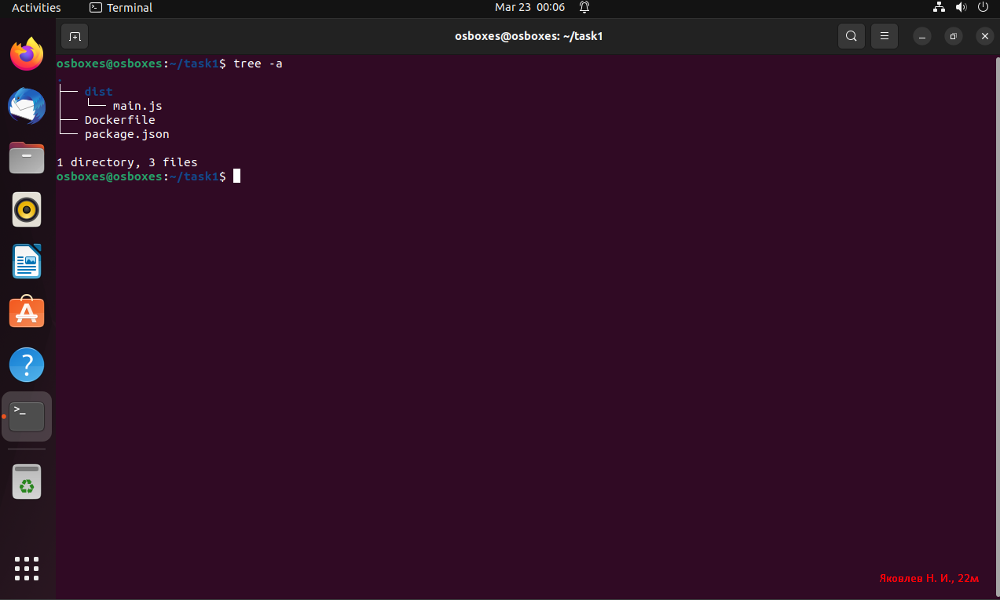 Activities Terminal Mar 23 00:06
osboxes@osboxes: ~/task1
osboxes@osboxes:~/task1$ tree -a
.
├── dist
│   └── main.js
├── Dockerfile
└── package.json
1 directory, 3 files
osboxes@osboxes:~/task1$
Яковлев Н. И., 22м